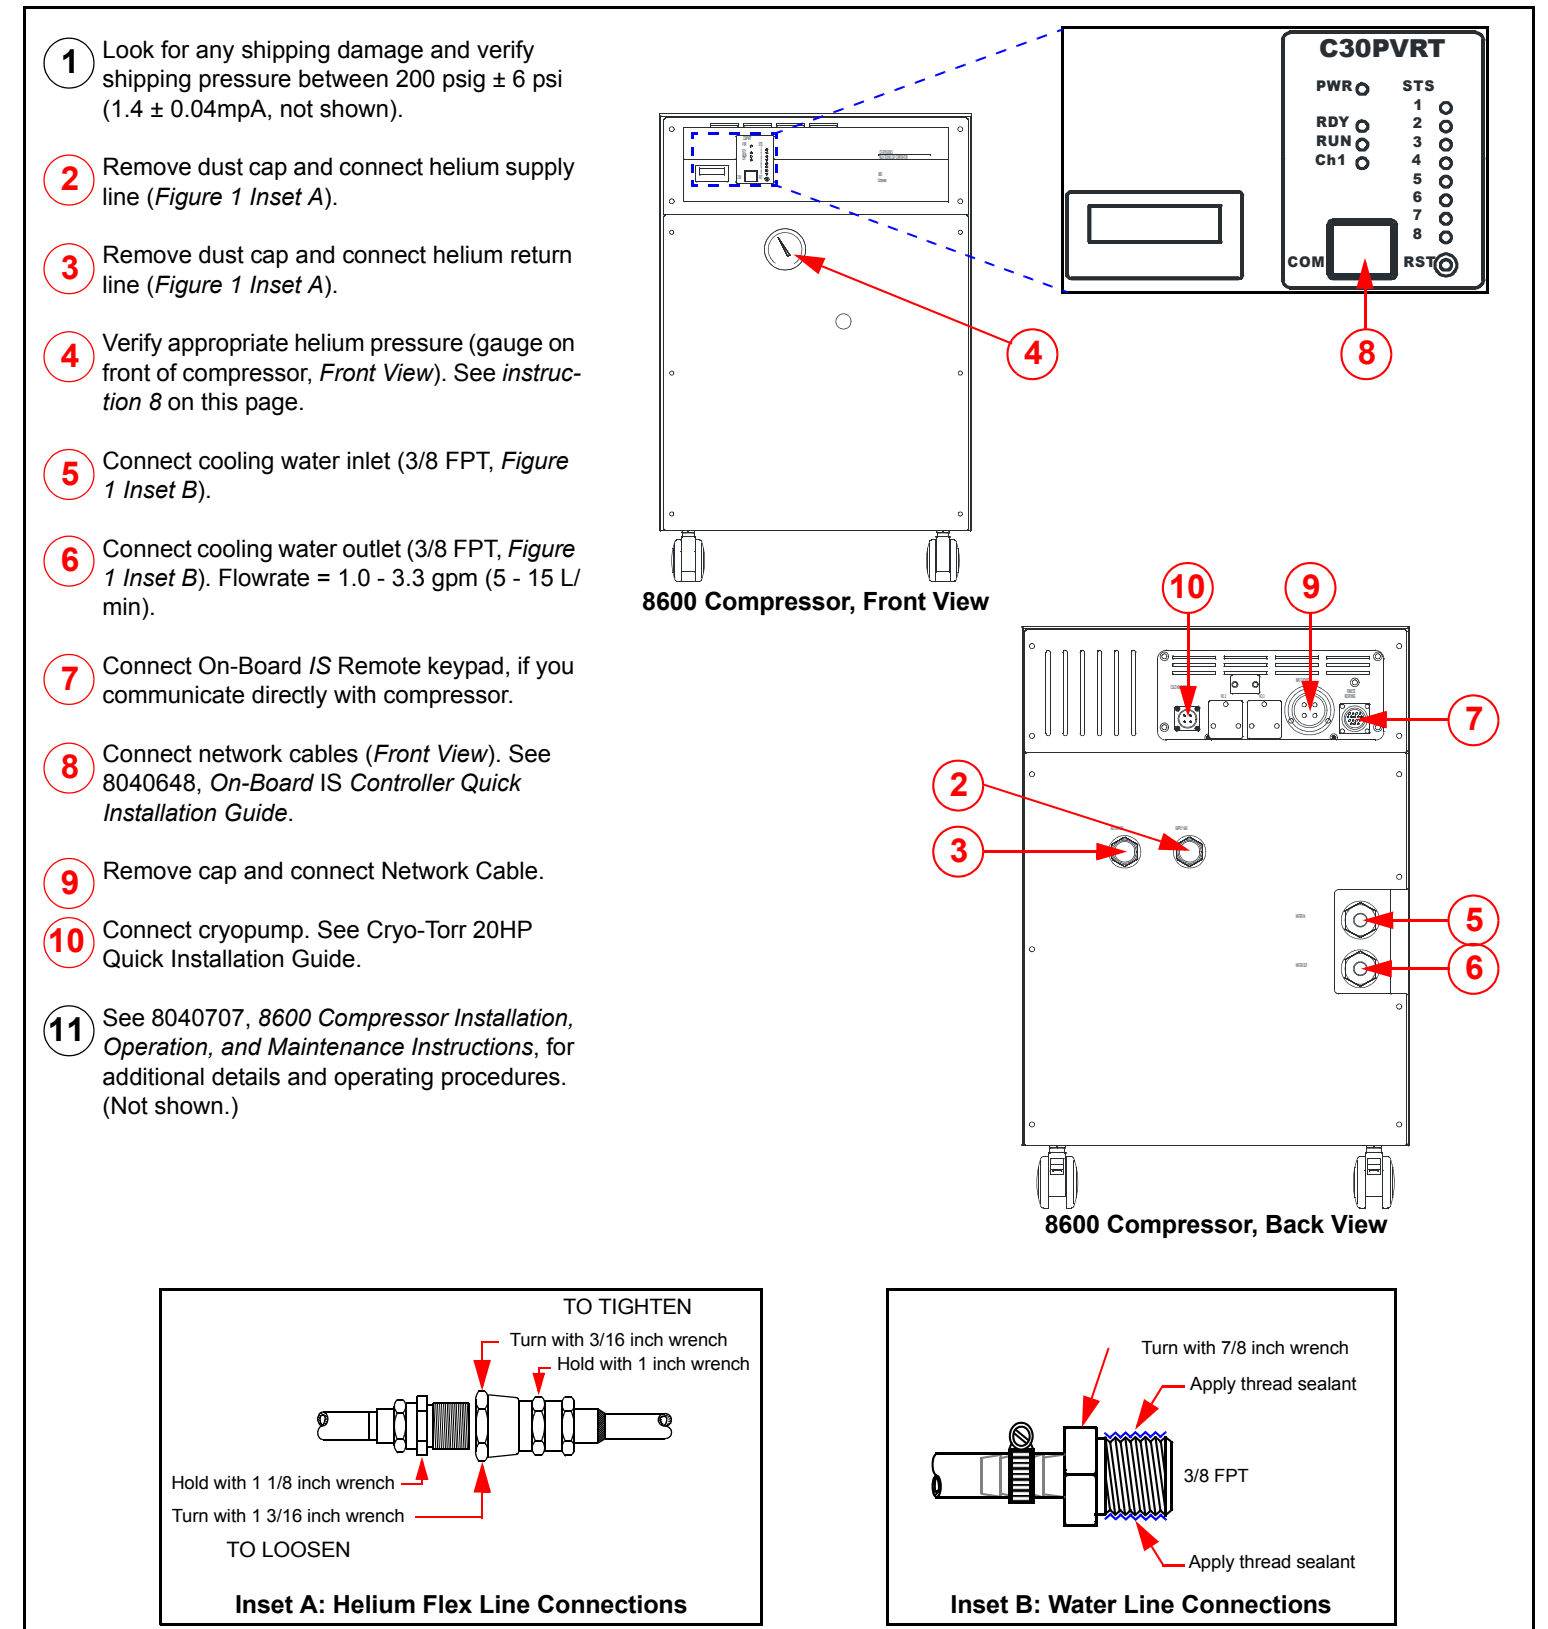 1
Look for any shipping damage and verify
shipping pressure between 200 psig ± 6 psi
(1.4 ± 0.04mpA, not shown).
2
Remove dust cap and connect helium supply
line (Figure 1 Inset A).
3
Remove dust cap and connect helium return
line (Figure 1 Inset A).
4
Verify appropriate helium pressure (gauge on
front of compressor, Front View). See instruc-
tion 8 on this page.
5
Connect cooling water inlet (3/8 FPT, Figure
1 Inset B).
6
Connect cooling water outlet (3/8 FPT, Figure
1 Inset B). Flowrate = 1.0 - 3.3 gpm (5 - 15 L/
min).
7
Connect On-Board IS Remote keypad, if you
communicate directly with compressor.
8
Connect network cables (Front View). See
8040648, On-Board IS Controller Quick
Installation Guide.
9
Remove cap and connect Network Cable.
10
Connect cryopump. See Cryo-Torr 20HP
Quick Installation Guide.
11
See 8040707, 8600 Compressor Installation,
Operation, and Maintenance Instructions, for
additional details and operating procedures.
(Not shown.)
C30PVRT
PWR STS
1
RDY 2
RUN 3
Ch1 4
5
6
7
8
COM RST
4
8
8600 Compressor, Front View
10
9
7
2
3
5
6
8600 Compressor, Back View
TO TIGHTEN
Turn with 3/16 inch wrench
Hold with 1 inch wrench
Hold with 1 1/8 inch wrench
Turn with 1 3/16 inch wrench
TO LOOSEN
Inset A: Helium Flex Line Connections
Turn with 7/8 inch wrench
Apply thread sealant
3/8 FPT
Apply thread sealant
Inset B: Water Line Connections